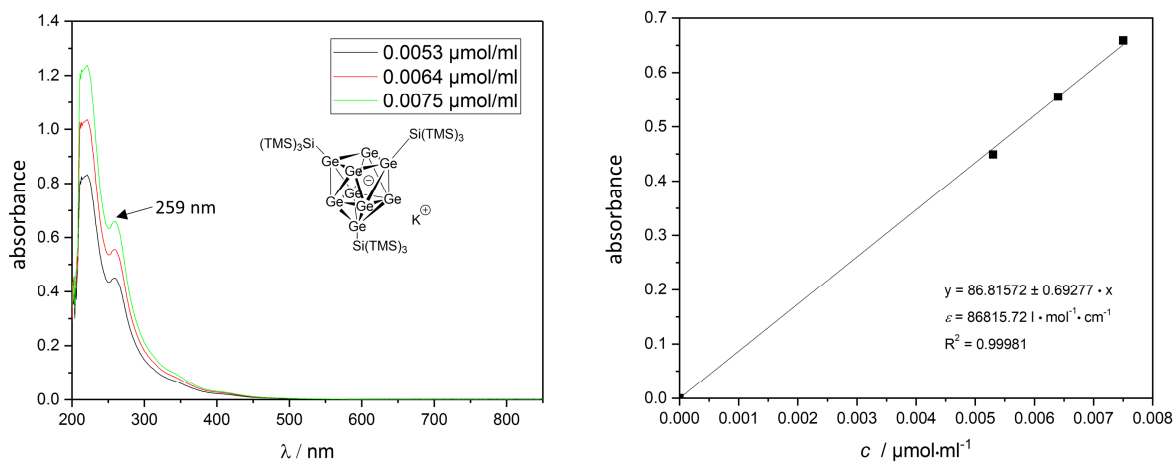 0.0053 µmol/ml
0.0064 µmol/ml
0.0075 µmol/ml
absorbance
1.4
1.2
1.0
0.8
0.6
0.4
0.2
0.0
259 nm
(TMS)₃Si
Si(TMS)₃
Ge
Ge
Ge
Ge
⊖
Ge
Ge
Ge
Ge
Ge
K⊕
Si(TMS)₃
200 300 400 500 600 700 800
λ / nm
absorbance
0.7
0.6
0.5
0.4
0.3
0.2
0.1
0.0
y = 86.81572 ± 0.69277 · x
ε = 86815.72 l · mol⁻¹ · cm⁻¹
R² = 0.99981
0.000 0.001 0.002 0.003 0.004 0.005 0.006 0.007 0.008
c / µmol·ml⁻¹